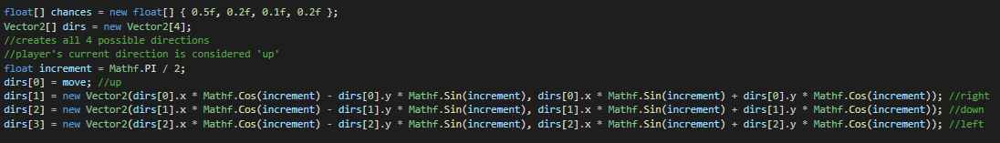 float[] chances = new float[] { 0.5f, 0.2f, 0.1f, 0.2f };
Vector2[] dirs = new Vector2[4];
//creates all 4 possible directions
//player's current direction is considered 'up'
float increment = Mathf.PI / 2;
dirs[0] = move; //up
dirs[1] = new Vector2(dirs[0].x * Mathf.Cos(increment) - dirs[0].y * Mathf.Sin(increment), dirs[0].x * Mathf.Sin(increment) + dirs[0].y * Mathf.Cos(increment)); //right
dirs[2] = new Vector2(dirs[1].x * Mathf.Cos(increment) - dirs[1].y * Mathf.Sin(increment), dirs[1].x * Mathf.Sin(increment) + dirs[1].y * Mathf.Cos(increment)); //down
dirs[3] = new Vector2(dirs[2].x * Mathf.Cos(increment) - dirs[2].y * Mathf.Sin(increment), dirs[2].x * Mathf.Sin(increment) + dirs[2].y * Mathf.Cos(increment)); //left